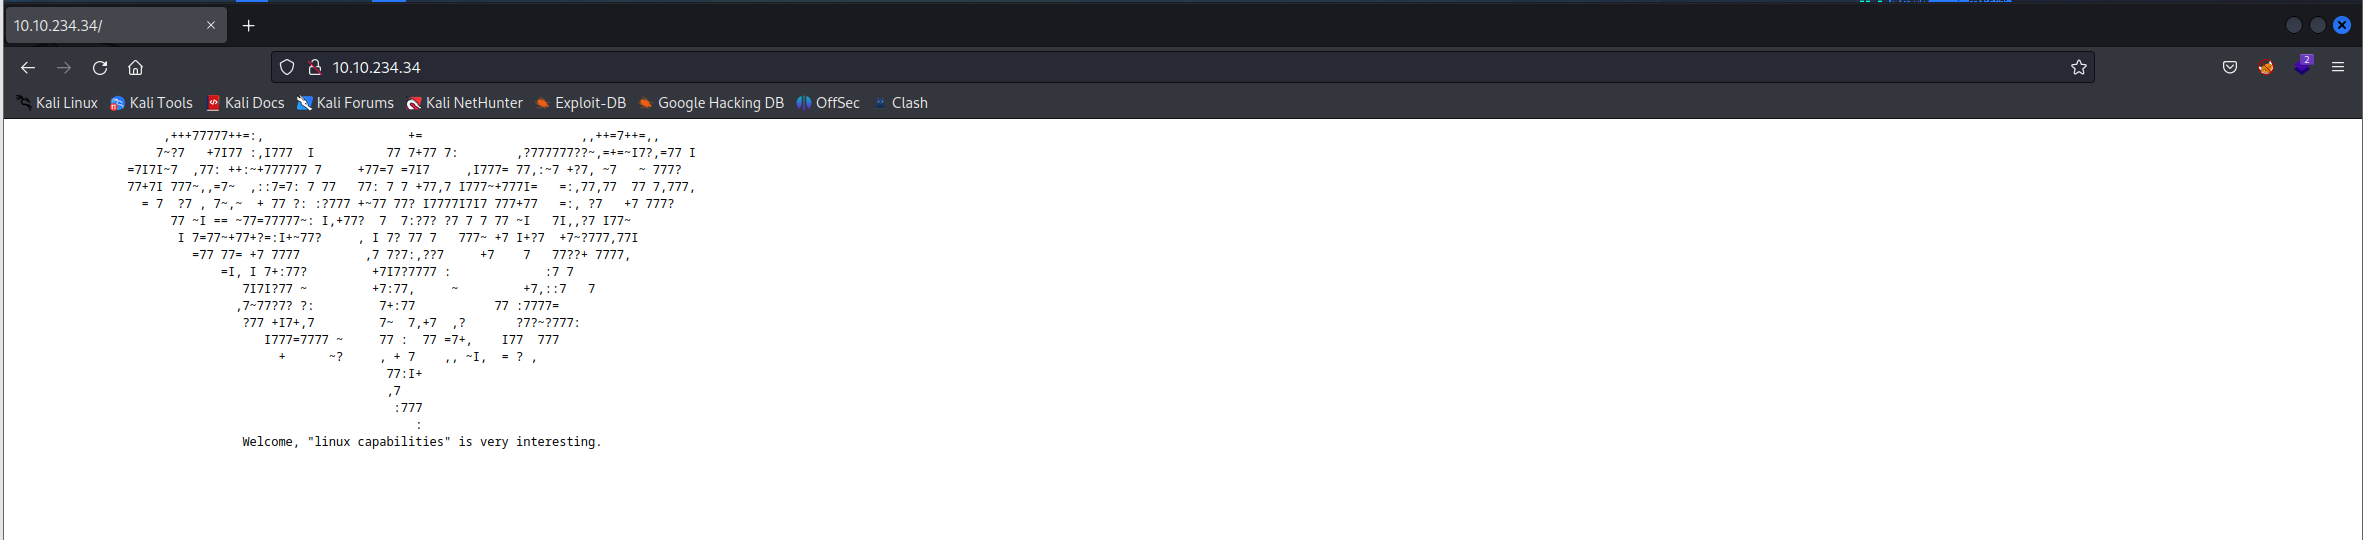 10.10.234.34/
10.10.234.34
2
Kali Linux Kali Tools Kali Docs Kali Forums Kali NetHunter Exploit-DB Google Hacking DB OffSec Clash
,+++77777++=:,                    +=                      ,,++=7++=,,
7~?7   +7I77 :,I777  I          77 7+77 7:        ,?777777??~,=+=~I7?,=77 I
=7I7I~7  ,77: ++:~+777777 7     +77=7 =7I7     ,I777= 77,:~7 +?7, ~7   ~ 777?
77+7I 777~,,=7~  ,::7=7: 7 77   77: 7 7 +77,7 I777~+777I=   =:,77,77  77 7,777,
= 7  ?7 , 7~,~  + 77 ?: :?777 +~77 77? I7777I7I7 777+77   =:, ?7   +7 777?
77 ~I == ~77=77777~: I,+77?  7  7:?7? ?7 7 7 77 ~I   7I,,?7 I77~
I 7=77~+77+?=:I+~77?     , I 7? 77 7   777~ +7 I+?7  +7~?777,77I
=77 77= +7 7777         ,7 7?7:,??7     +7    7   77??+ 7777,
=I, I 7+:77?         +7I7?7777 :             :7 7
7I7I?77 ~         +7:77,     ~         +7,::7   7
,7~77?7? ?:         7+:77           77 :7777=
?77 +I7+,7         7~  7,+7  ,?       ?7?~?777:
I777=7777 ~     77 :  77 =7+,    I77  777
+      ~?     , + 7    ,, ~I,  = ? ,
77:I+
,7
:777
:
Welcome, "linux capabilities" is very interesting.